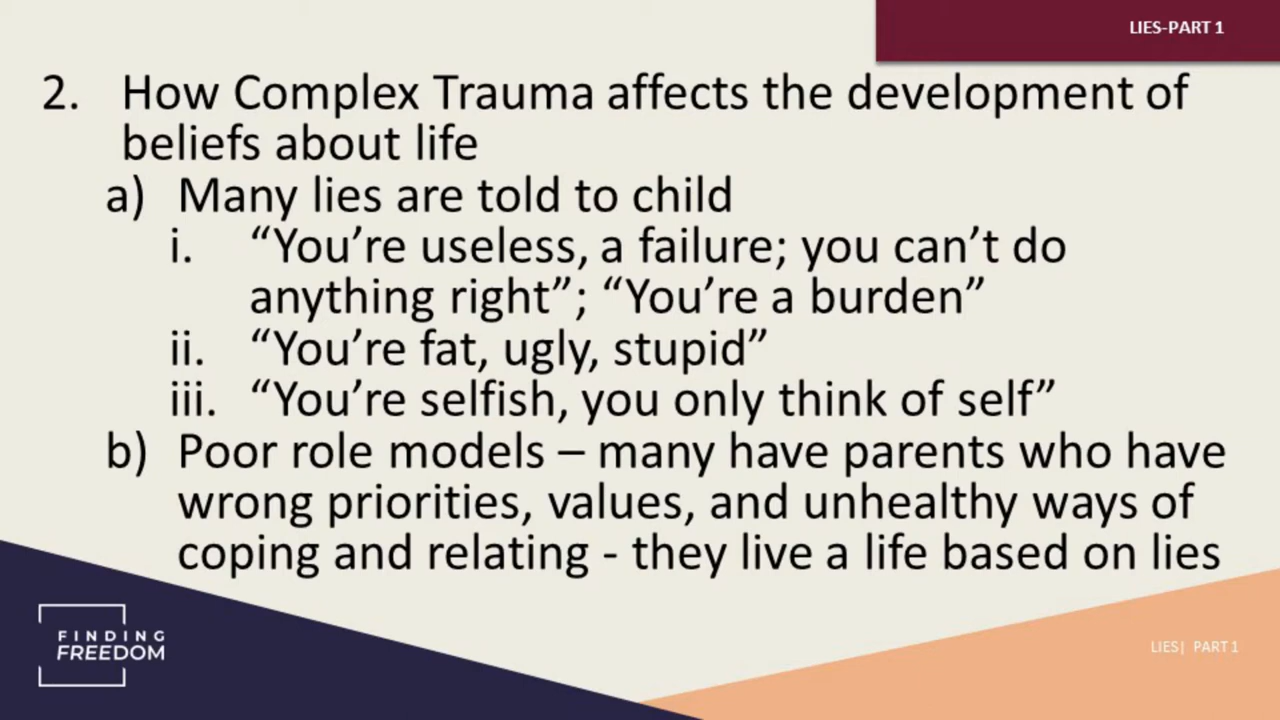 LIES-PART 1
2. How Complex Trauma affects the development of
beliefs about life
a) Many lies are told to child
i. “You’re useless, a failure; you can’t do
anything right”; “You’re a burden”
ii. “You’re fat, ugly, stupid”
iii. “You’re selfish, you only think of self”
b) Poor role models – many have parents who have
wrong priorities, values, and unhealthy ways of
coping and relating - they live a life based on lies
FINDING
FREEDOM
LIES| PART 1